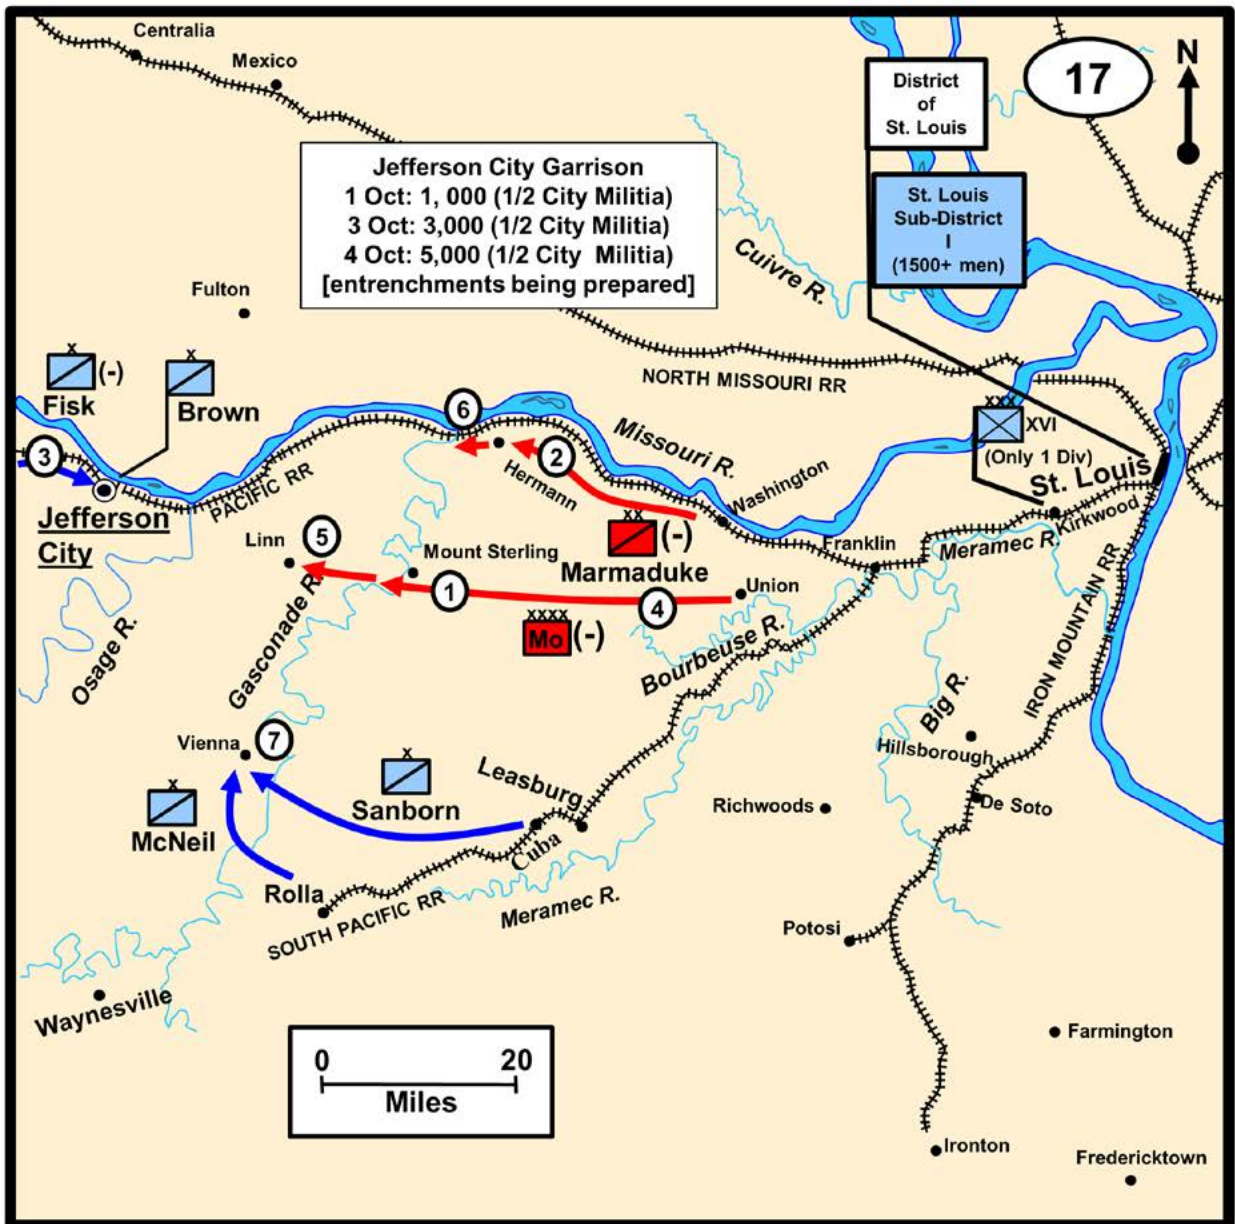 Centralia
Mexico
17
N
District
of
St. Louis
St. Louis
Sub-District
I
(1500+ men)
Jefferson City Garrison
1 Oct: 1, 000 (1/2 City Militia)
3 Oct: 3,000 (1/2 City Militia)
4 Oct: 5,000 (1/2 City Militia)
[entrenchments being prepared]
Cuivre R.
Fulton
NORTH MISSOURI RR
X
(-)
Fisk
X
Brown
6
XXX
XVI
(Only 1 Div)
St. Louis
3
Missouri R.
2
Hermann
Washington
PACIFIC RR
Jefferson
City
Kirkwood
Meramec R.
Franklin
XX
(-)
Marmaduke
Linn
5
Mount Sterling
1
4
Union
XXXX
Mo
(-)
Osage R.
Gasconade R.
Bourbeuse R.
IRON MOUNTAIN RR
Big R.
Vienna
7
Hillsborough
X
Sanborn
Leasburg
X
McNeil
Richwoods
De Soto
Cuba
Rolla
SOUTH PACIFIC RR
Meramec R.
Potosi
Waynesville
Farmington
0
20
Miles
Ironton
Fredericktown